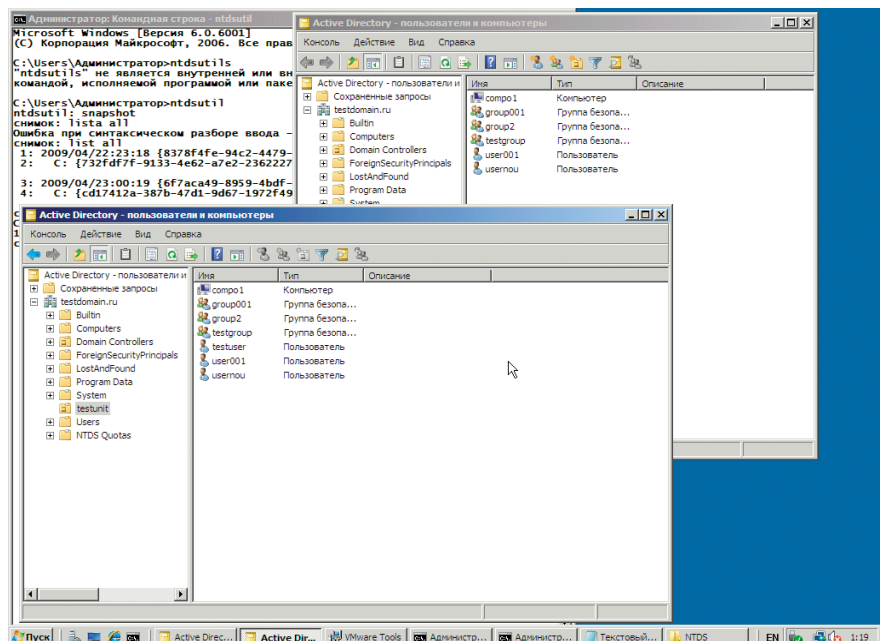 Администратор: Командная строка - ntdsutil
Microsoft Windows [Версия 6.0.6001]
(C) Корпорация Майкрософт, 2006. Все прав
C:\Users\Администратор>ntdsutils
"ntdsutils" не является внутренней или вн
командой, исполняемой программой или паке
C:\Users\Администратор>ntdsutil
ntdsutil: snapshot
снимок: lista all
Ошибка при синтаксическом разборе ввода -
снимок: list all
1: 2009/04/22:23:18 {8378f4fe-94c2-4479-
2: C: {732fdf7f-9133-4e62-a7e2-2362227
3: 2009/04/23:00:19 {6f7aca49-8959-4bdf-
4: C: {cd17412a-387b-47d1-9d67-1972f49
Active Directory - пользователи и компьютеры
Консоль Действие Вид Справка
Active Directory - пользователи и
Сохраненные запросы
testdomain.ru
Builtin
Computers
Domain Controllers
ForeignSecurityPrincipals
LostAndFound
Program Data
System
Имя Тип Описание
compo1 Компьютер
group001 Группа безопа...
group2 Группа безопа...
testgroup Группа безопа...
user001 Пользователь
usernou Пользователь
Active Directory - пользователи и компьютеры
Консоль Действие Вид Справка
Active Directory - пользователи и
Сохраненные запросы
testdomain.ru
Builtin
Computers
Domain Controllers
ForeignSecurityPrincipals
LostAndFound
Program Data
System
testunit
Users
NTDS Quotas
Имя Тип Описание
compo1 Компьютер
group001 Группа безопа...
group2 Группа безопа...
testgroup Группа безопа...
testuser Пользователь
user001 Пользователь
usernou Пользователь
Пуск Active Direc... Active Dir... VMware Tools Администр... Администр... Текстовый... NTDS EN 1:19